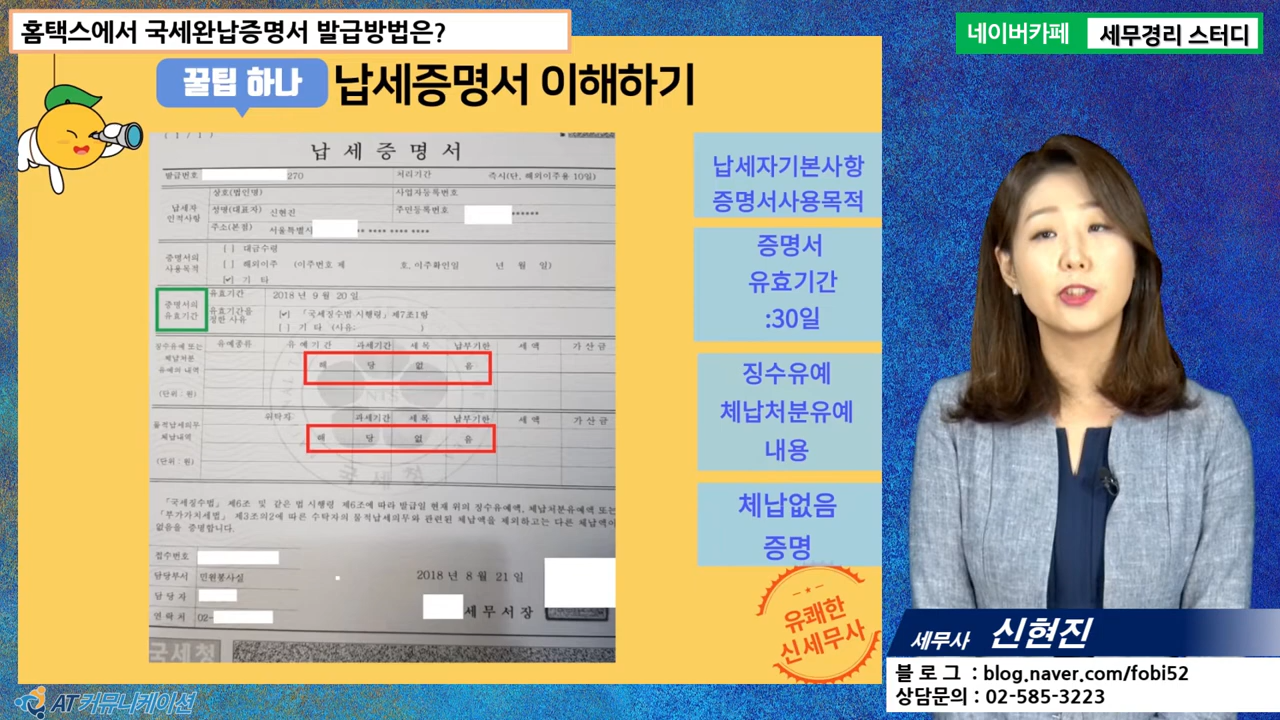 홈택스에서 국세완납증명서 발급방법은?
네이버카페 세무경리 스터디
꿀팁 하나 납세증명서 이해하기
( 1 / 1 )
납 세 증 명 서
발급번호 270 처리기간 즉시(단, 해외이주용 10일)
납세자 인적사항
상호(법인명) 사업자등록번호
성명(대표자) 신현진 주민등록번호 ******
주소(본점) 서울특별시 ** **** **** ****
증명서의 사용목적
[ ] 대금수령
[ ] 해외이주 (이주번호 제 호, 이주확인일 년 월 일)
[✓] 기 타
증명서의 유효기간
유효기간 2018 년 9 월 20 일
유효기간을 정한 사유 [✓] 「국세징수법 시행령」 제7조1항
[ ] 기 타 (사유: )
징수유예 또는 체납처분 유예의 내역 (단위 : 원)
유예종류 유 예 기 간 과세기간 세 목 납부기한 세 액 가 산 금
해 당 없 음
물적납세의무 체납내역 (단위 : 원)
위탁자 과세기간 세 목 납부기한 세 액 가 산 금
해 당 없 음
NTS
국 세 청
「국세징수법」 제6조 및 같은 법 시행령 제6조에 따라 발급일 현재 위의 징수유예액, 체납처분유예액 또는
「부가가치세법」 제3조의2에 따른 수탁자의 물적납세의무와 관련된 체납액을 제외하고는 다른 체납액이
없음을 증명합니다.
접수번호
담당부서 민원봉사실
담 당 자
연 락 처 02-
2018 년 8 월 21 일
세 무 서 장
국세청
납세자기본사항
증명서사용목적
증명서
유효기간
:30일
징수유예
체납처분유예
내용
체납없음
증명
유쾌한
신세무사
세무사 신현진
블 로 그 : blog.naver.com/fobi52
상담문의 : 02-585-3223
AT커뮤니케이션